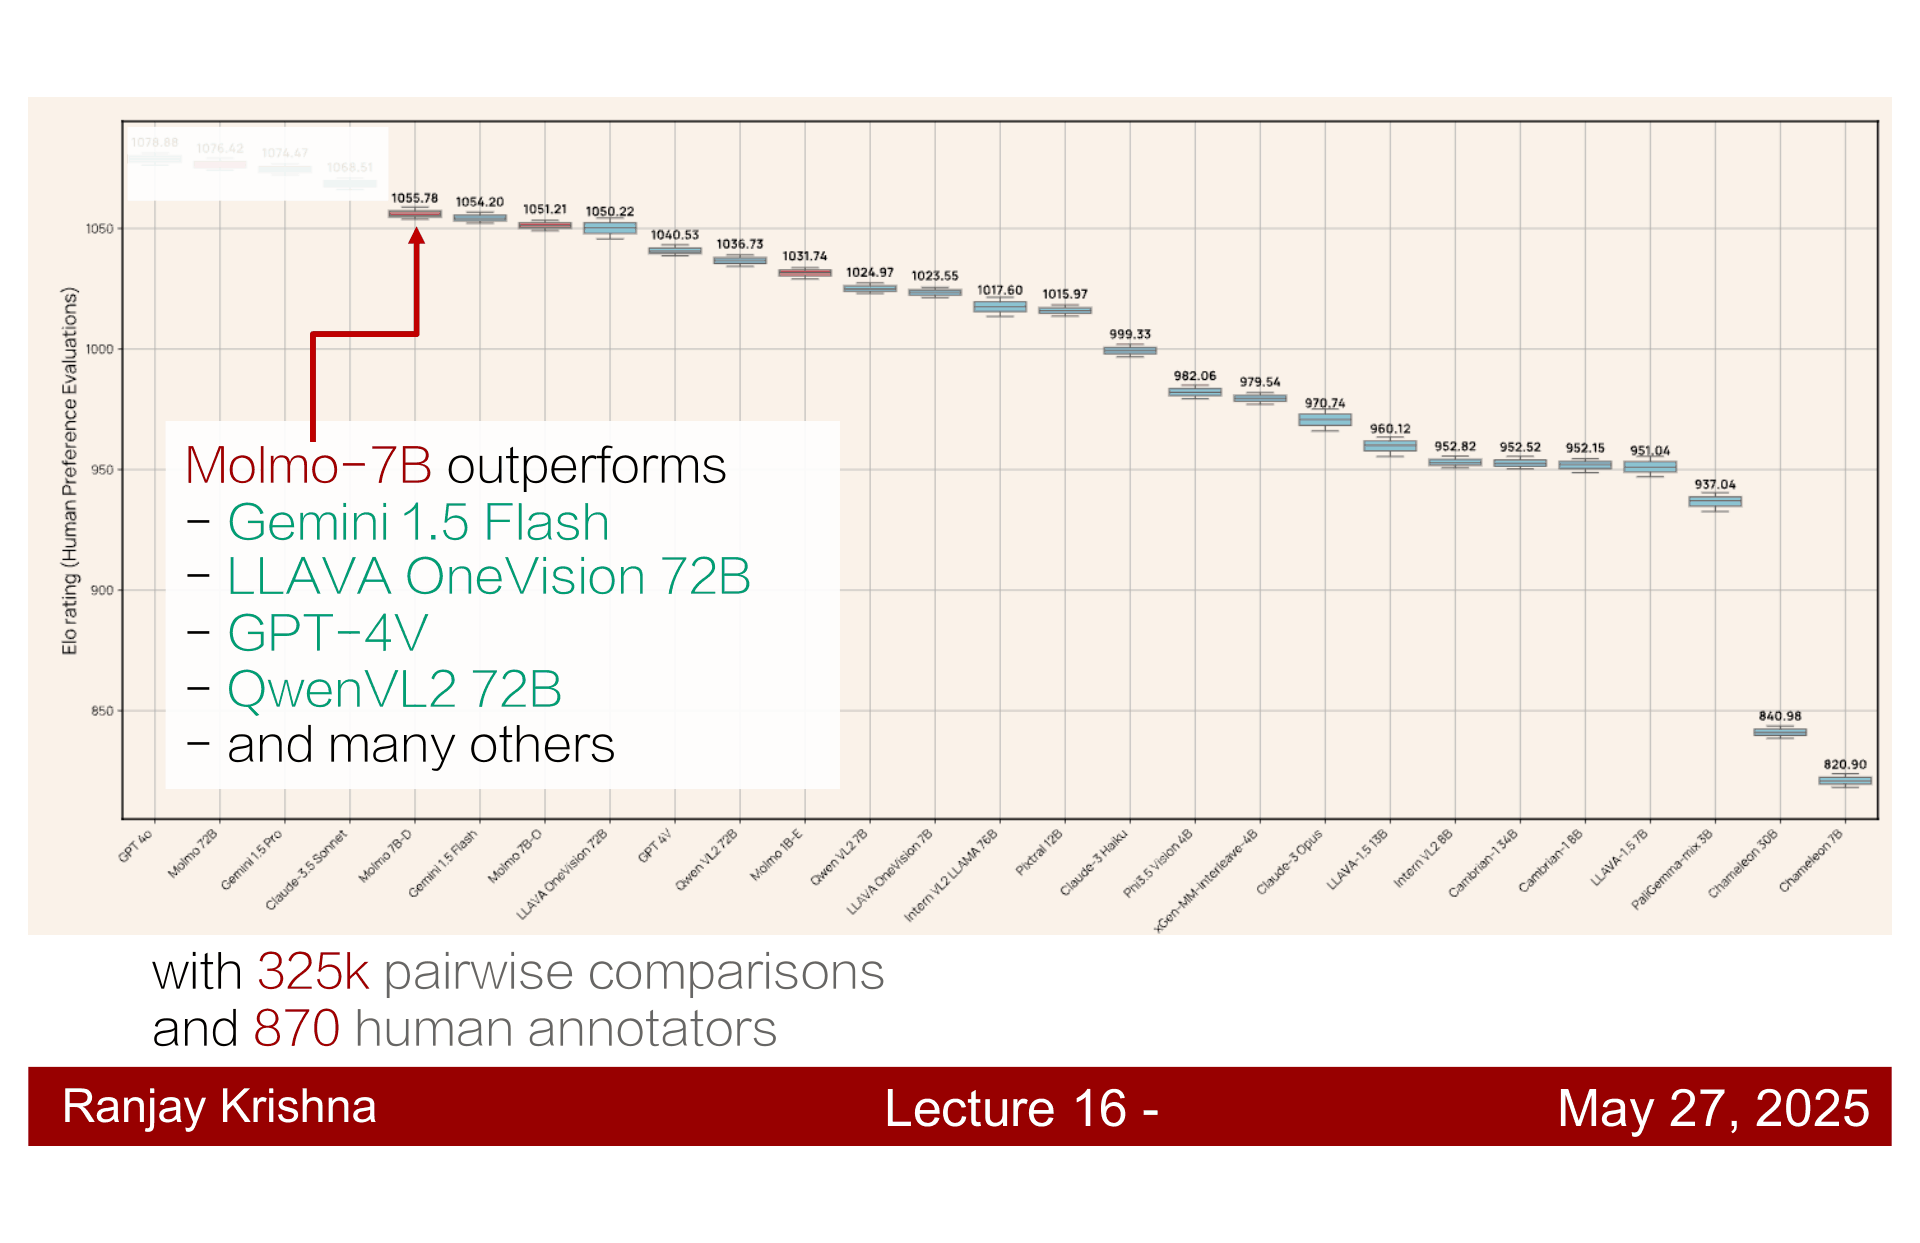 1078.88
1076.42
1074.47
1068.51
1055.78
1054.20
1051.21
1050.22
1040.53
1036.73
1031.74
1024.97
1023.55
1017.60
1015.97
999.33
982.06
979.54
970.74
960.12
952.82
952.52
952.15
951.04
937.04
840.98
820.90
Elo rating (Human Preference Evaluations)
1050
1000
950
900
850
Molmo-7B outperforms
- Gemini 1.5 Flash
- LLAVA OneVision 72B
- GPT-4V
- QwenVL2 72B
- and many others
GPT 4o
Molmo 72B
Gemini 1.5 Pro
Claude-3.5 Sonnet
Molmo 7B-D
Gemini 1.5 Flash
Molmo 7B-O
LLAVA OneVision 72B
GPT 4V
Qwen VL2 72B
Molmo 1B-E
Qwen VL2 7B
LLAVA OneVision 7B
Intern VL2 LLAMA 76B
Pixtral 12B
Claude-3 Haiku
Phi3.5 Vision 4B
xGen-MM-interleave-4B
Claude-3 Opus
LLAVA-1.5 13B
Intern VL2 8B
Cambrian-1 34B
Cambrian-1 8B
LLAVA-1.5 7B
PaliGemma-mix 3B
Chameleon 30B
Chameleon 7B
with 325k pairwise comparisons
and 870 human annotators
Ranjay Krishna
Lecture 16 -
May 27, 2025